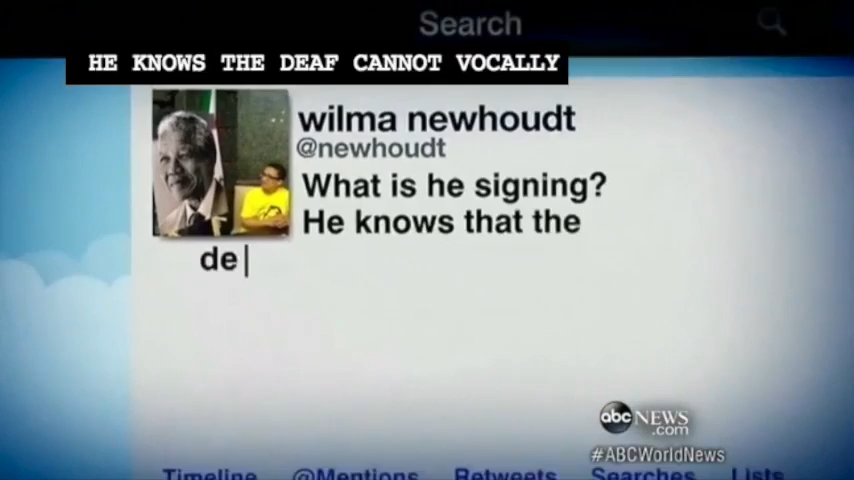 Search
HE KNOWS THE DEAF CANNOT VOCALLY
wilma newhoudt
@newhoudt
What is he signing?
He knows that the
de
abc NEWS
.com
#ABCWorldNews
Timeline @Mentions Retweets Searches Lists